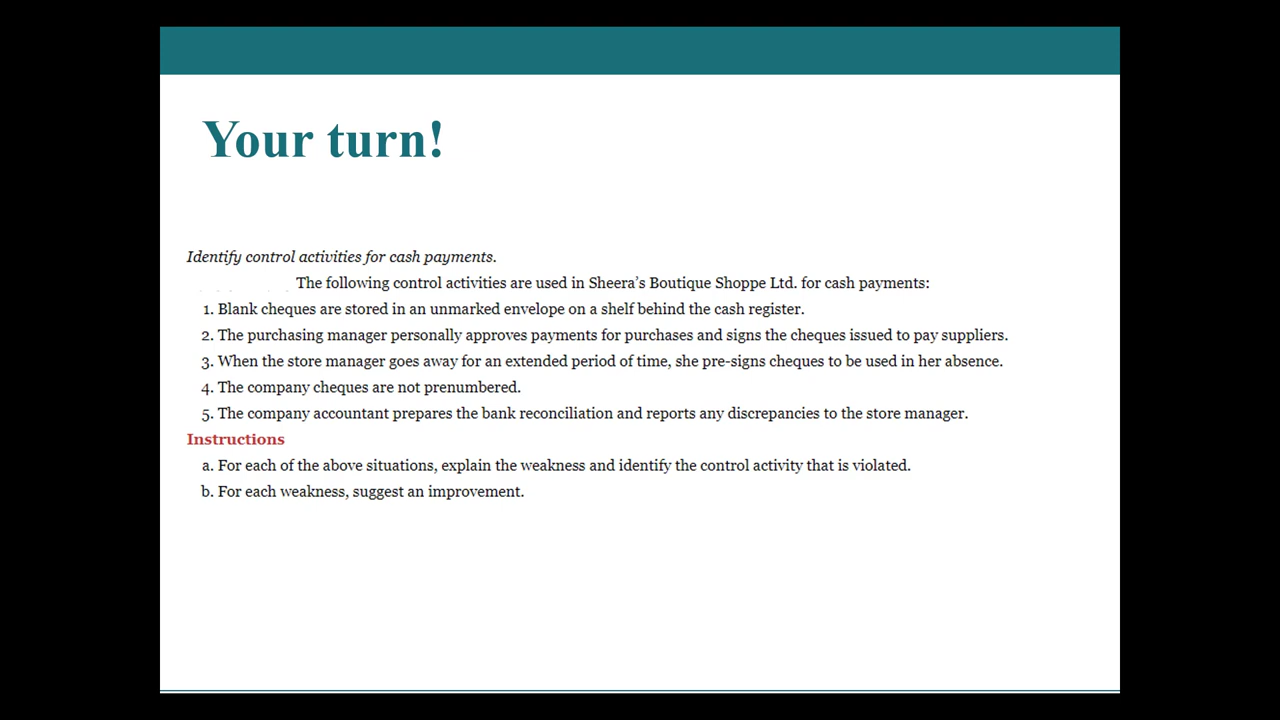 Your turn!
Identify control activities for cash payments.
The following control activities are used in Sheera’s Boutique Shoppe Ltd. for cash payments:
1. Blank cheques are stored in an unmarked envelope on a shelf behind the cash register.
2. The purchasing manager personally approves payments for purchases and signs the cheques issued to pay suppliers.
3. When the store manager goes away for an extended period of time, she pre-signs cheques to be used in her absence.
4. The company cheques are not prenumbered.
5. The company accountant prepares the bank reconciliation and reports any discrepancies to the store manager.
Instructions
a. For each of the above situations, explain the weakness and identify the control activity that is violated.
b. For each weakness, suggest an improvement.